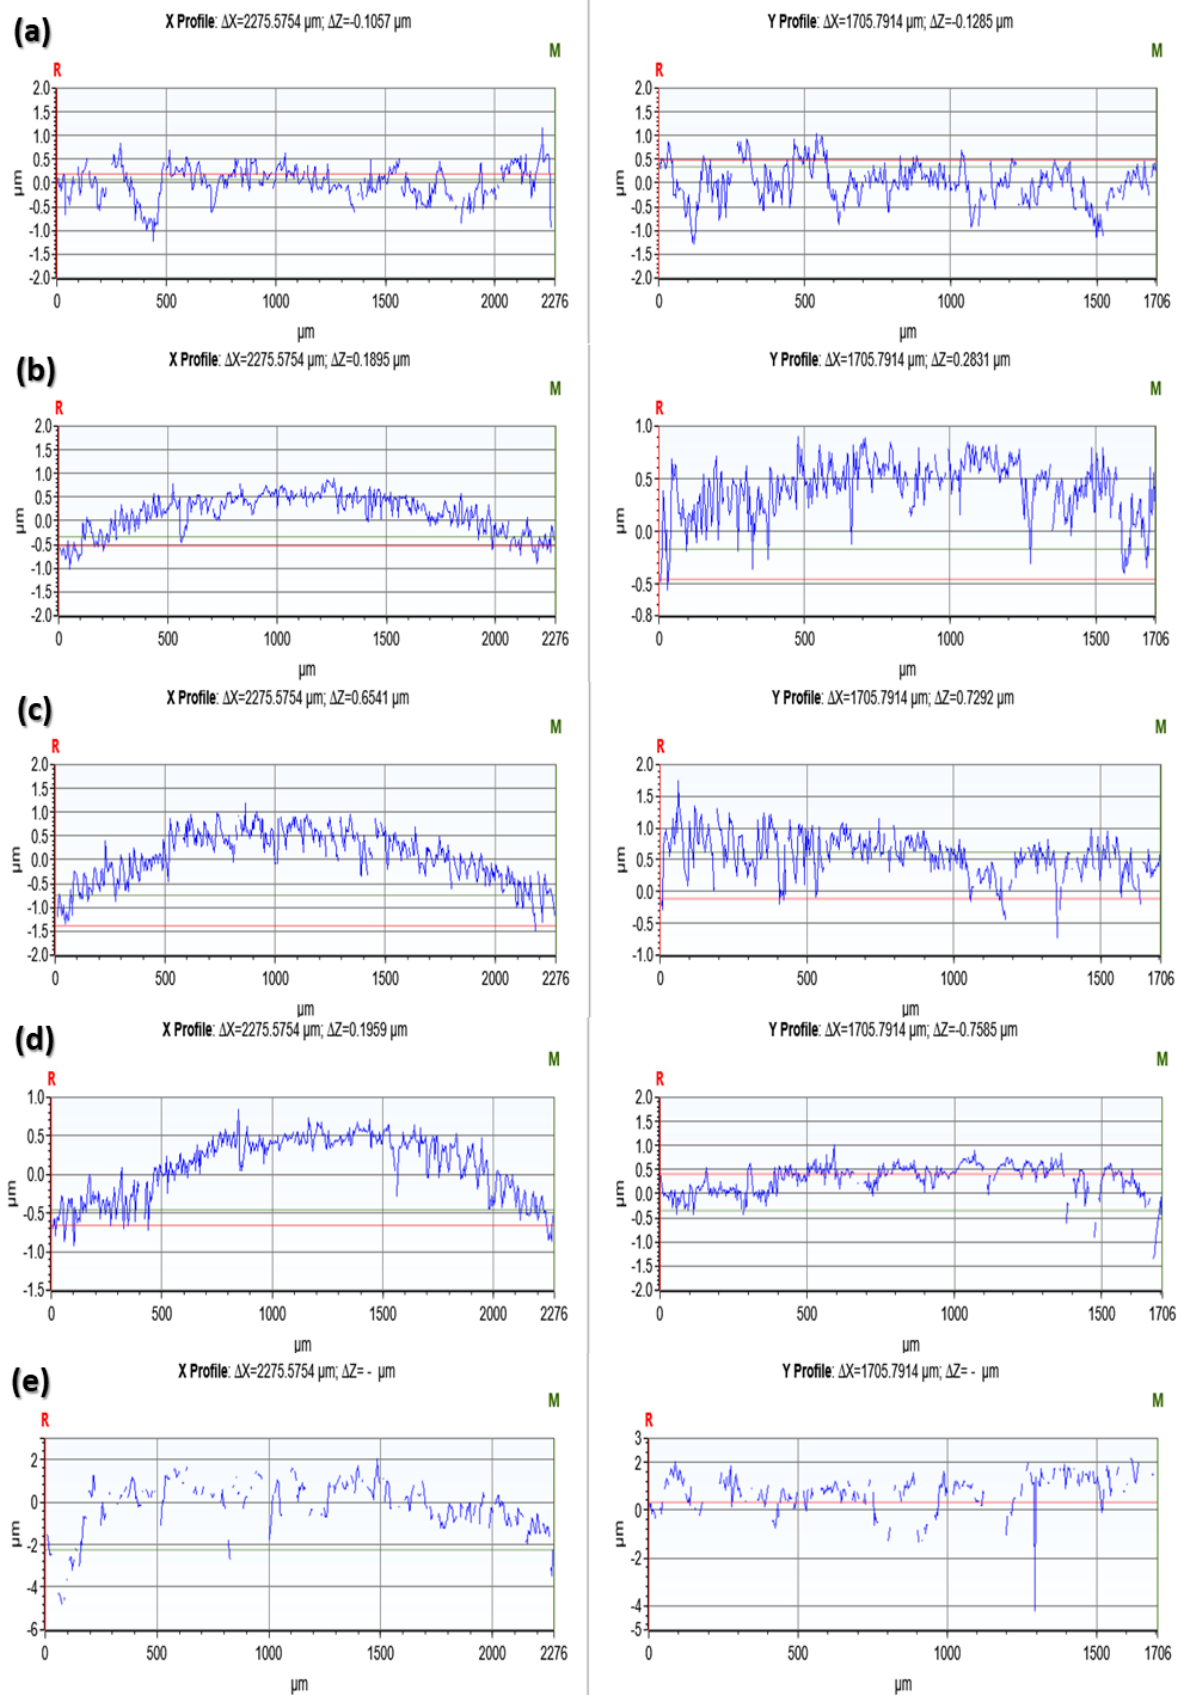 (a)
X Profile: ΔX=2275.5754 µm; ΔZ=-0.1057 µm
M
R
2.0
1.5
1.0
0.5
0.0
-0.5
-1.0
-1.5
-2.0
µm
0 500 1000 1500 2000 2276
µm
Y Profile: ΔX=1705.7914 µm; ΔZ=-0.1285 µm
M
R
2.0
1.5
1.0
0.5
0.0
-0.5
-1.0
-1.5
-2.0
µm
0 500 1000 1500 1706
µm
(b)
X Profile: ΔX=2275.5754 µm; ΔZ=0.1895 µm
M
R
2.0
1.5
1.0
0.5
0.0
-0.5
-1.0
-1.5
-2.0
µm
0 500 1000 1500 2000 2276
µm
Y Profile: ΔX=1705.7914 µm; ΔZ=0.2831 µm
M
R
1.0
0.5
0.0
-0.5
-0.8
µm
0 500 1000 1500 1706
µm
(c)
X Profile: ΔX=2275.5754 µm; ΔZ=0.6541 µm
M
R
2.0
1.5
1.0
0.5
0.0
-0.5
-1.0
-1.5
-2.0
µm
0 500 1000 1500 2000 2276
µm
Y Profile: ΔX=1705.7914 µm; ΔZ=0.7292 µm
M
R
2.0
1.5
1.0
0.5
0.0
-0.5
-1.0
µm
0 500 1000 1500 1706
µm
(d)
X Profile: ΔX=2275.5754 µm; ΔZ=0.1959 µm
M
R
1.0
0.5
0.0
-0.5
-1.0
-1.5
µm
0 500 1000 1500 2000 2276
µm
Y Profile: ΔX=1705.7914 µm; ΔZ=-0.7585 µm
M
R
2.0
1.5
1.0
0.5
0.0
-0.5
-1.0
-1.5
-2.0
µm
0 500 1000 1500 1706
µm
(e)
X Profile: ΔX=2275.5754 µm; ΔZ= - µm
M
R
2
0
-2
-4
-6
µm
0 500 1000 1500 2000 2276
µm
Y Profile: ΔX=1705.7914 µm; ΔZ= - µm
M
R
3
2
0
-2
-4
-5
µm
0 500 1000 1500 1706
µm